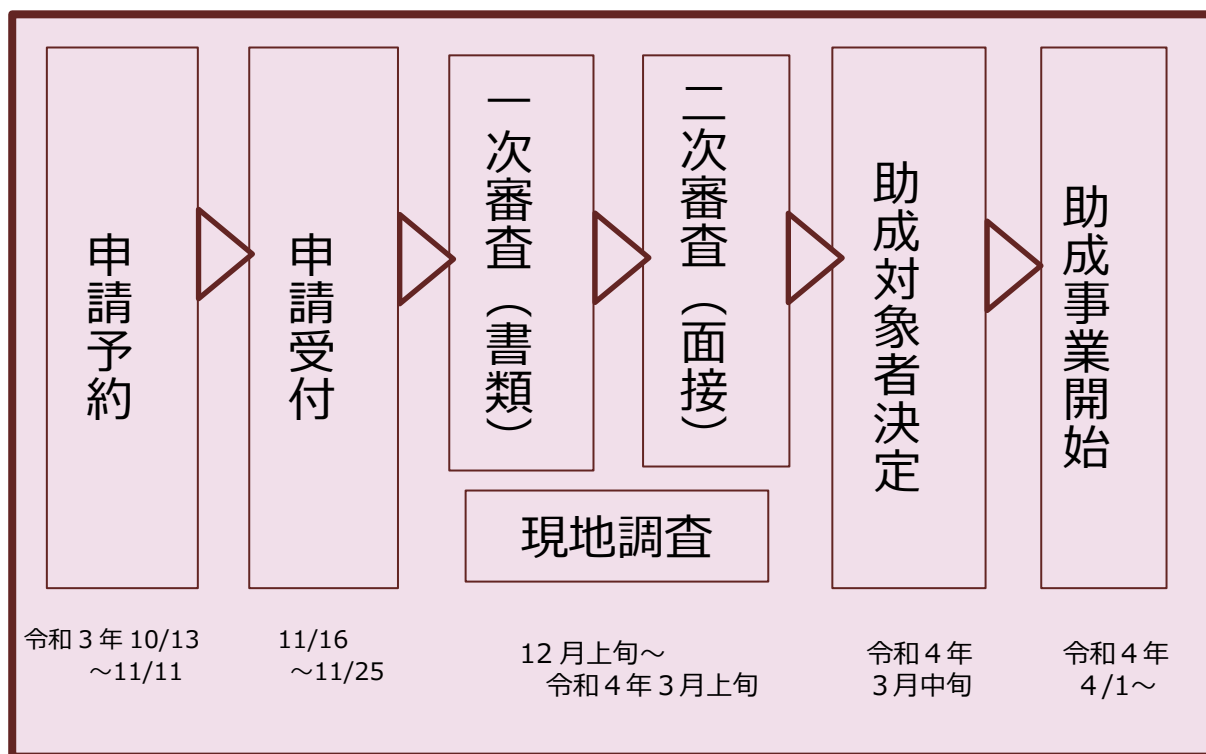 申請予約
申請受付
一次審査（書類）
二次審査（面接）
助成対象者決定
助成事業開始
現地調査
令和３年 10/13
～11/11
11/16
～11/25
12 月上旬～
令和４年３月上旬
令和４年
３月中旬
令和４年
４/1～